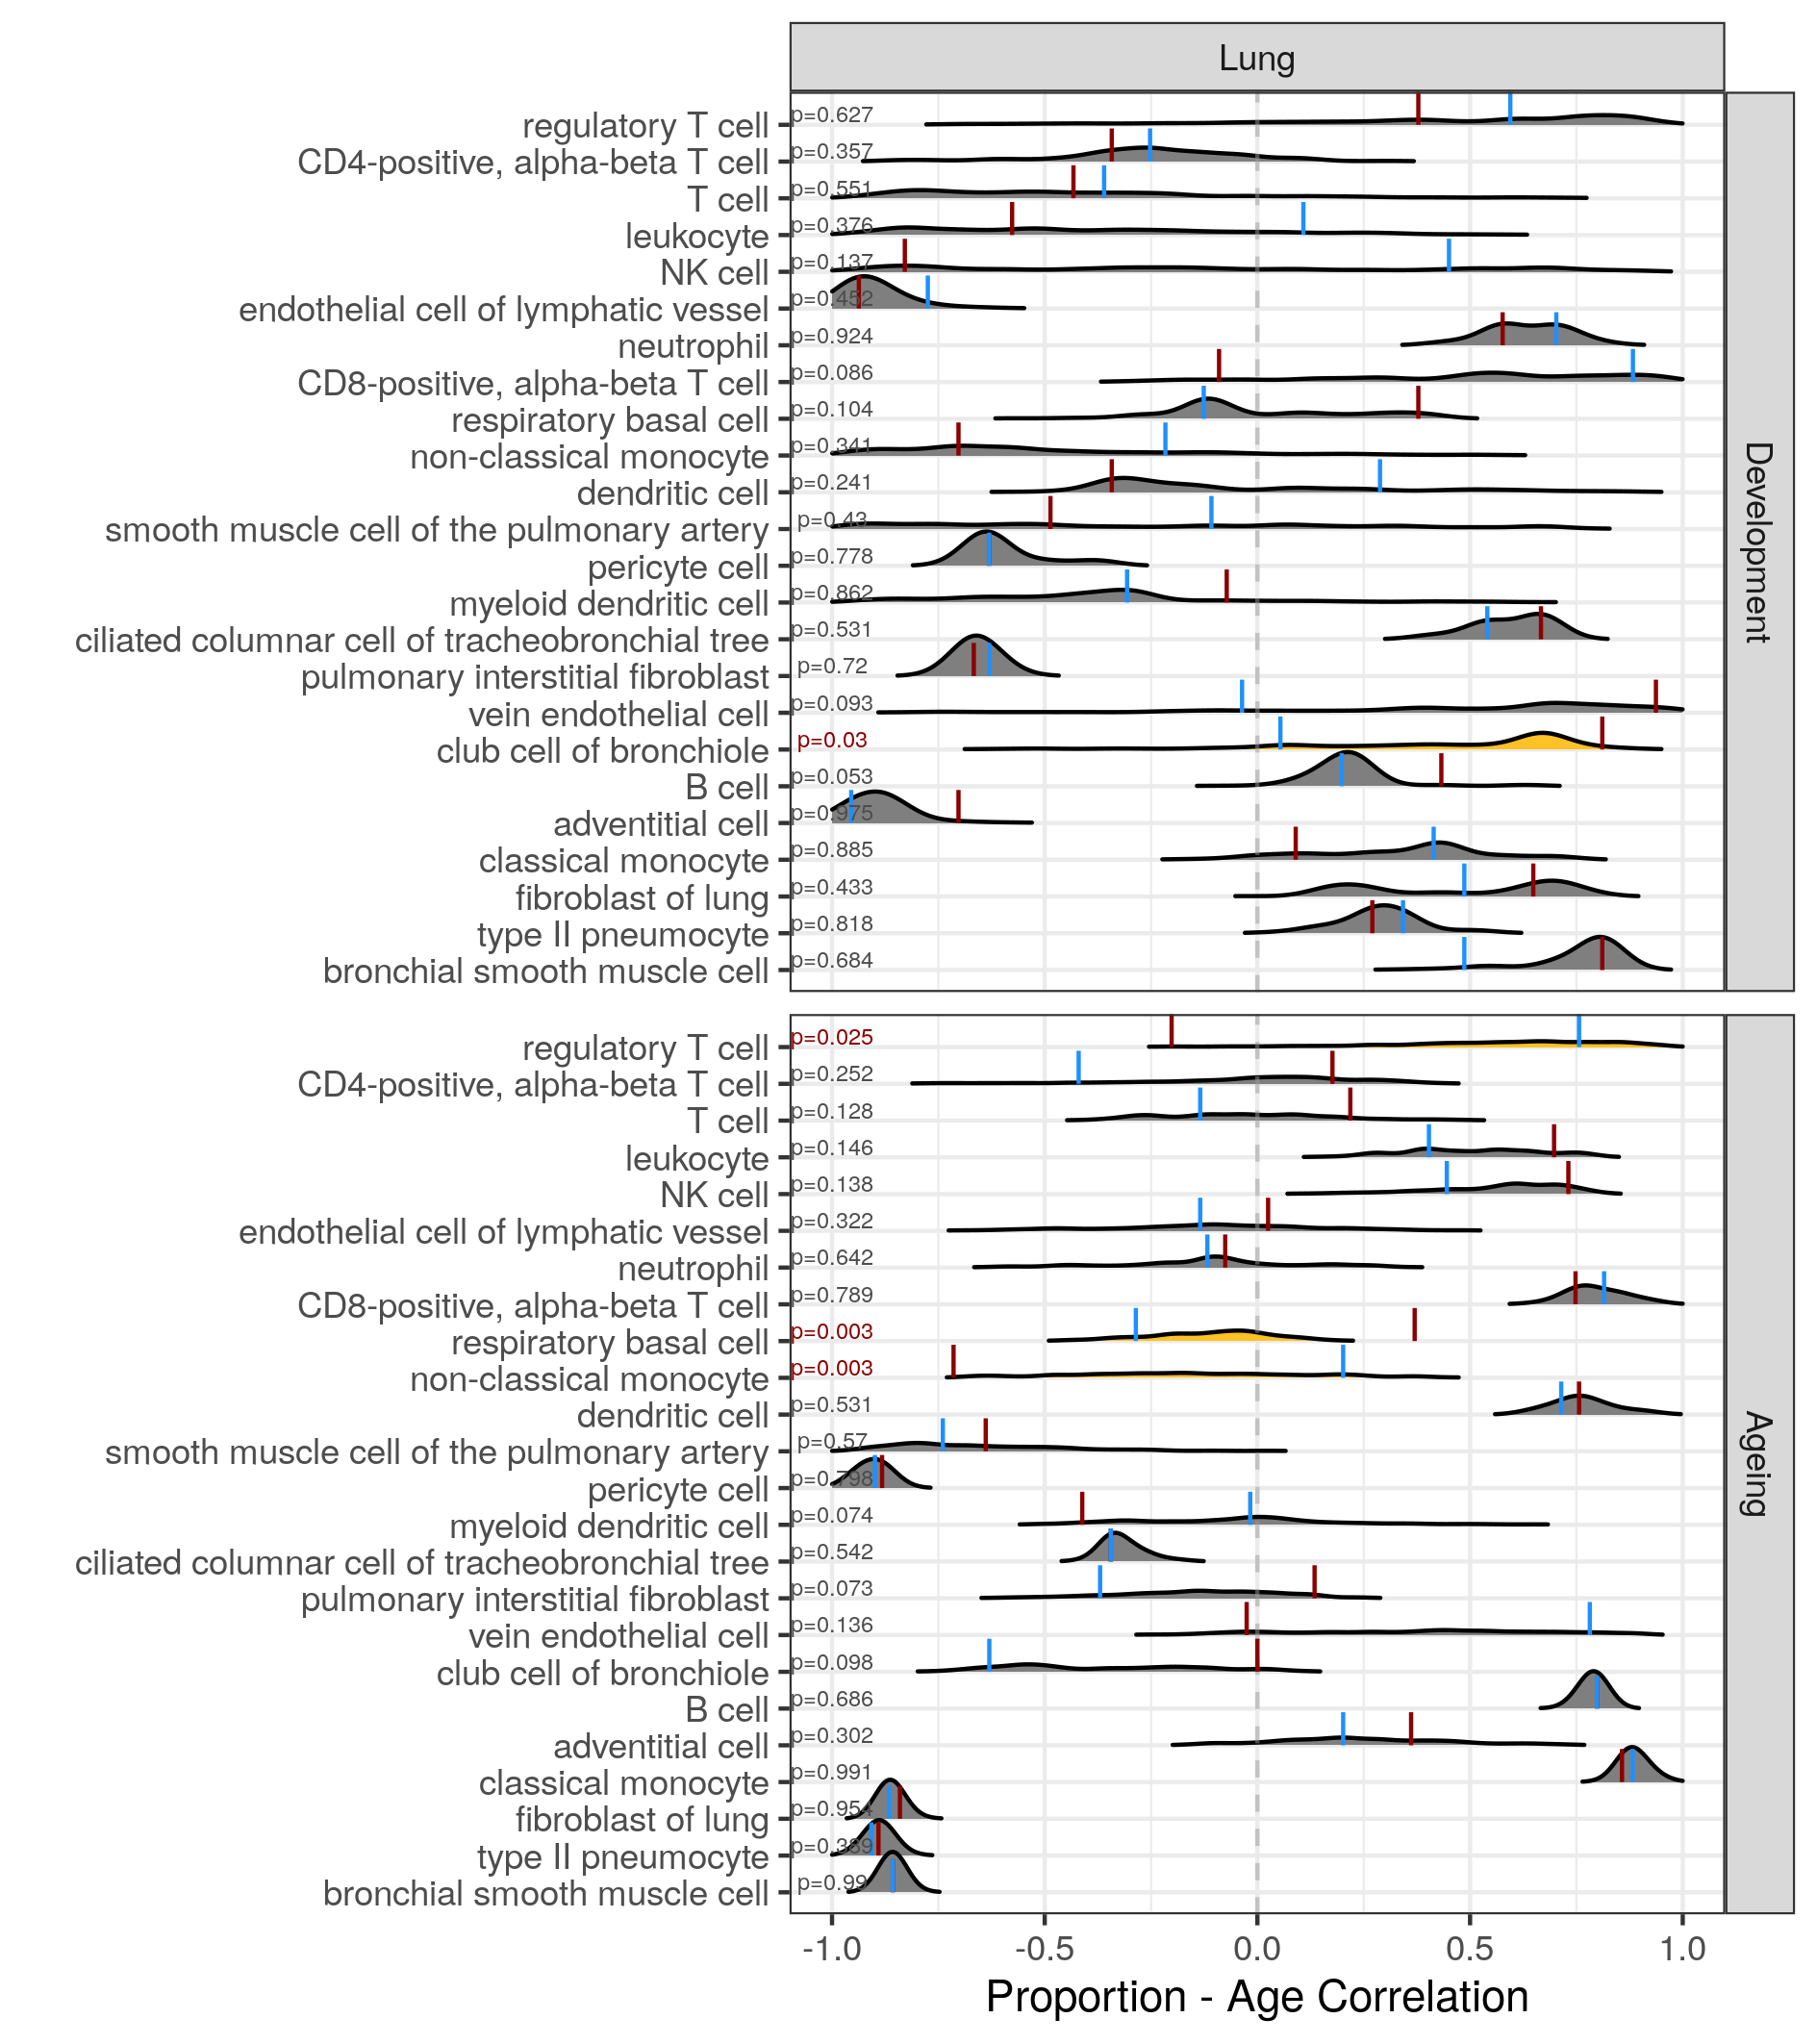 Lung
Development
regulatory T cell p=0.627
CD4-positive, alpha-beta T cell p=0.357
T cell p=0.551
leukocyte p=0.376
NK cell p=0.137
endothelial cell of lymphatic vessel p=0.452
neutrophil p=0.924
CD8-positive, alpha-beta T cell p=0.086
respiratory basal cell p=0.104
non-classical monocyte p=0.341
dendritic cell p=0.241
smooth muscle cell of the pulmonary artery p=0.43
pericyte cell p=0.778
myeloid dendritic cell p=0.862
ciliated columnar cell of tracheobronchial tree p=0.531
pulmonary interstitial fibroblast p=0.72
vein endothelial cell p=0.093
club cell of bronchiole p=0.03
B cell p=0.053
adventitial cell p=0.975
classical monocyte p=0.885
fibroblast of lung p=0.433
type II pneumocyte p=0.818
bronchial smooth muscle cell p=0.684
Ageing
regulatory T cell p=0.025
CD4-positive, alpha-beta T cell p=0.252
T cell p=0.128
leukocyte p=0.146
NK cell p=0.138
endothelial cell of lymphatic vessel p=0.322
neutrophil p=0.642
CD8-positive, alpha-beta T cell p=0.789
respiratory basal cell p=0.003
non-classical monocyte p=0.003
dendritic cell p=0.531
smooth muscle cell of the pulmonary artery p=0.57
pericyte cell p=0.798
myeloid dendritic cell p=0.074
ciliated columnar cell of tracheobronchial tree p=0.542
pulmonary interstitial fibroblast p=0.073
vein endothelial cell p=0.136
club cell of bronchiole p=0.098
B cell p=0.686
adventitial cell p=0.302
classical monocyte p=0.991
fibroblast of lung p=0.954
type II pneumocyte p=0.389
bronchial smooth muscle cell p=0.99
-1.0 -0.5 0.0 0.5 1.0
Proportion - Age Correlation